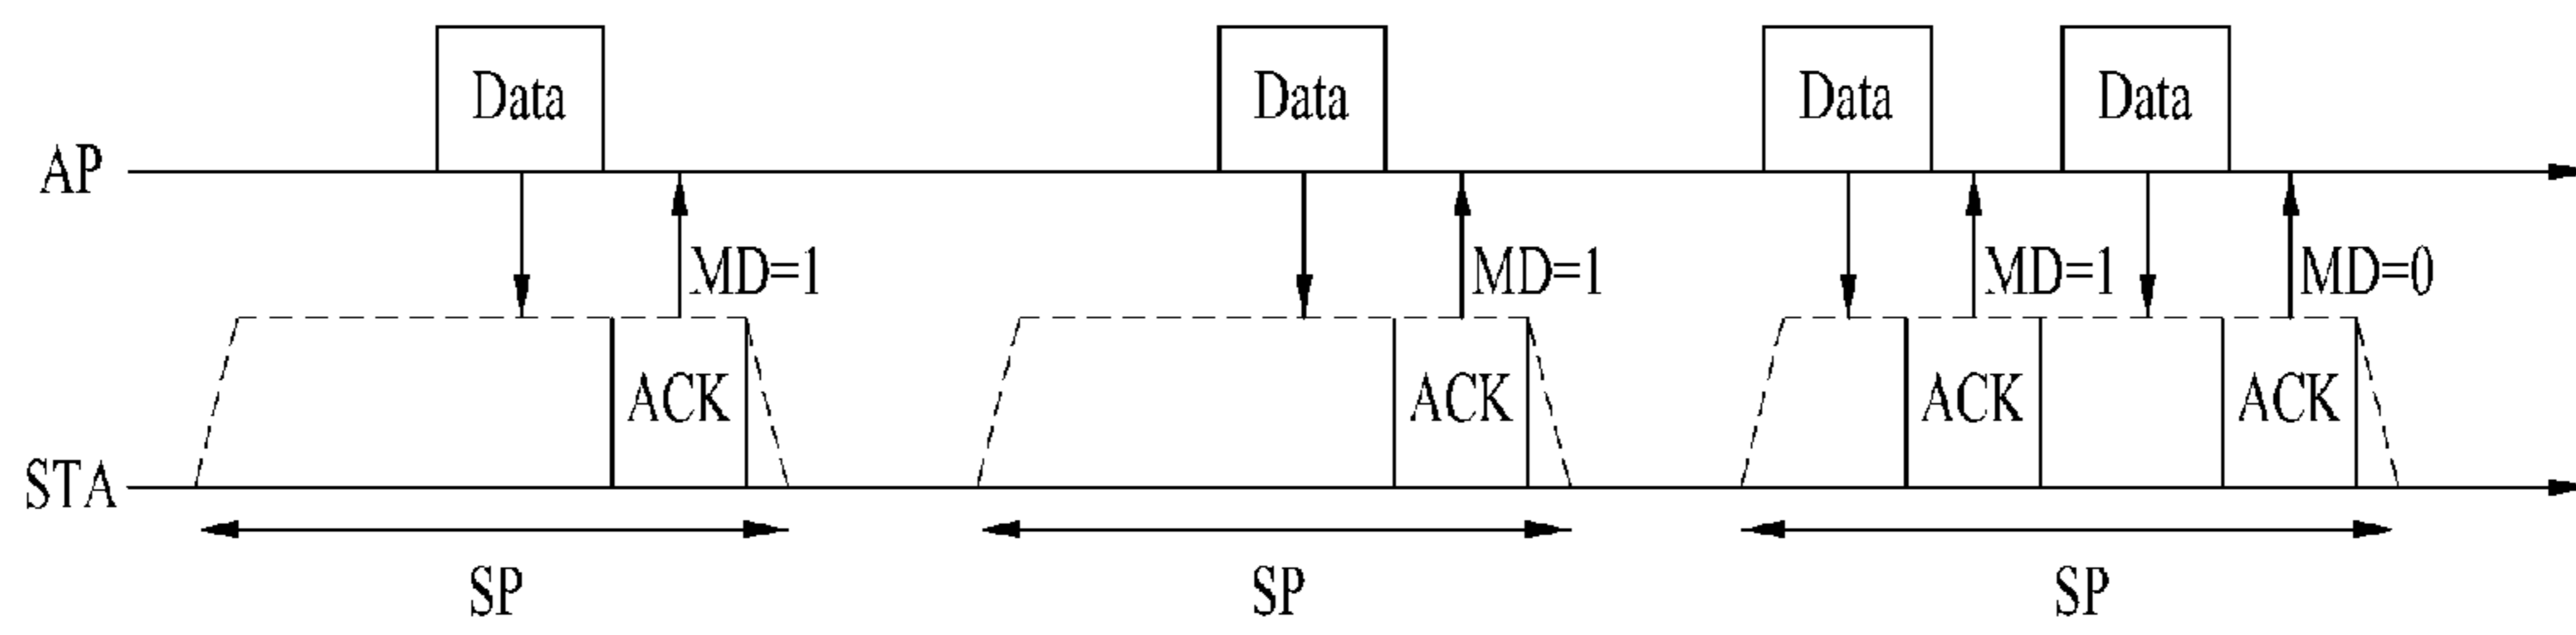 Data Data Data Data
AP
MD=1 MD=1 MD=1 MD=0
ACK ACK ACK ACK
STA
SP SP SP